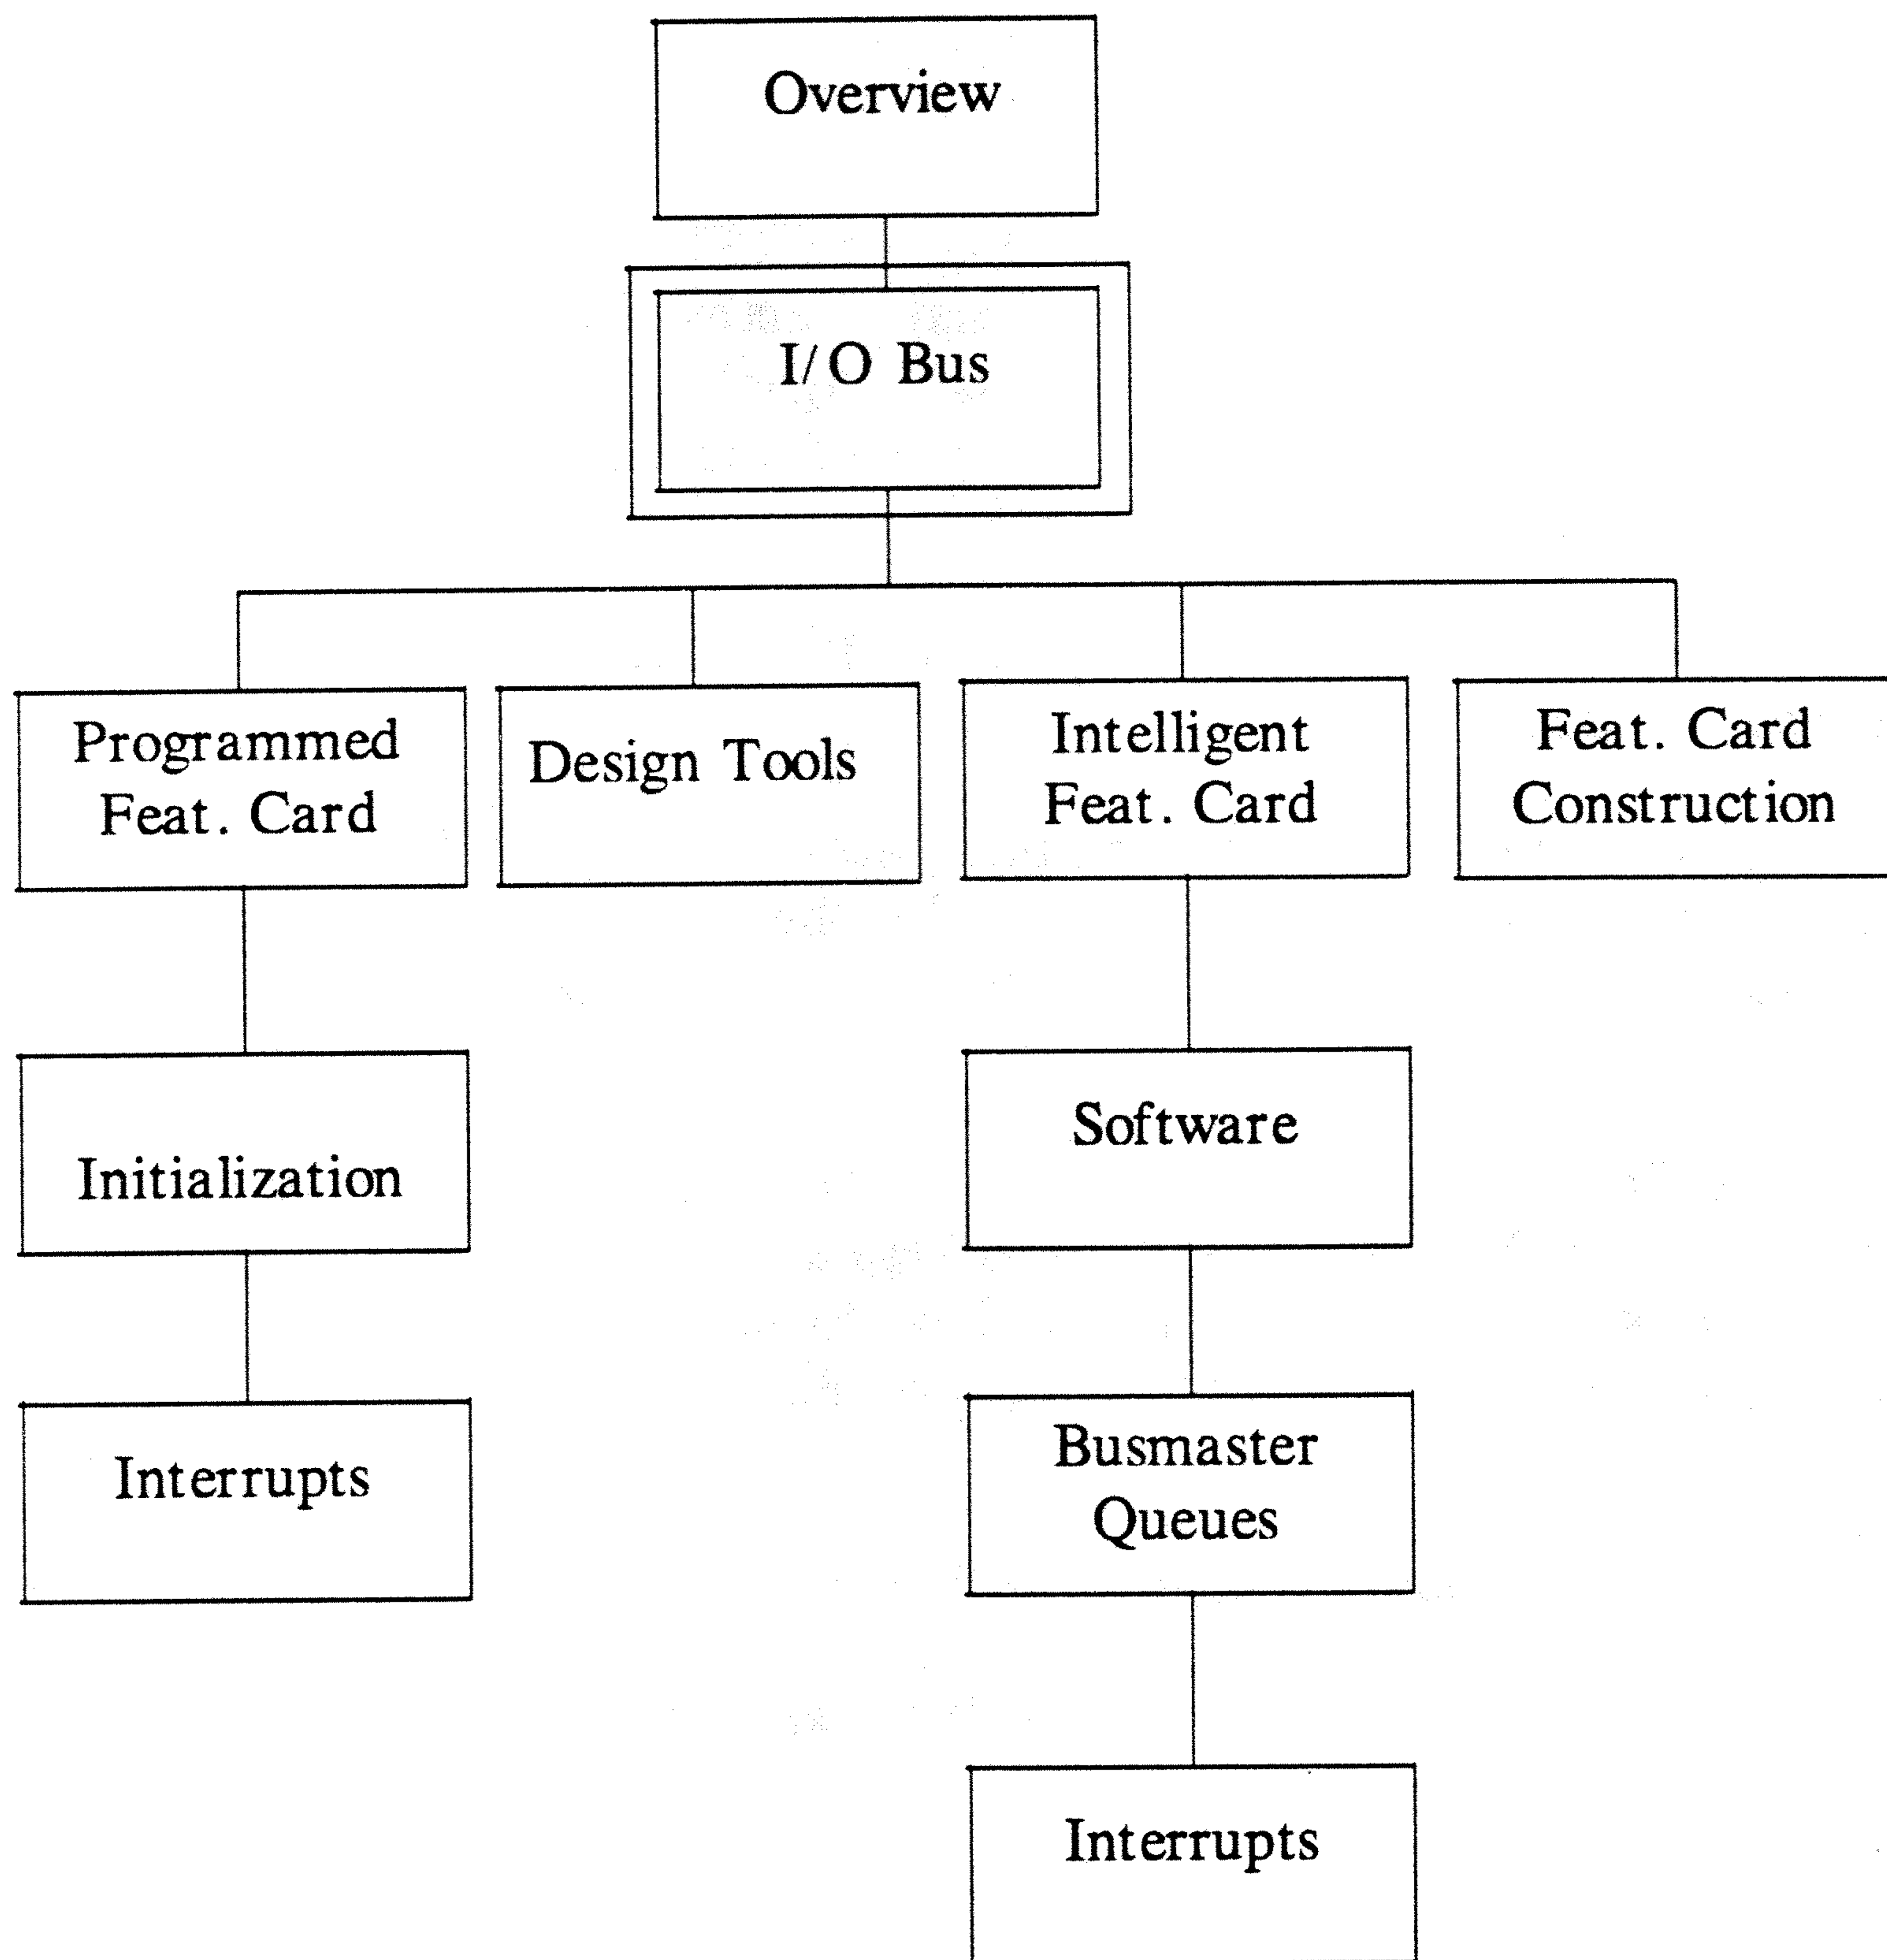 Overview
I/O Bus
Programmed
Feat. Card
Design Tools
Intelligent
Feat. Card
Feat. Card
Construction
Initialization
Software
Interrupts
Busmaster
Queues
Interrupts